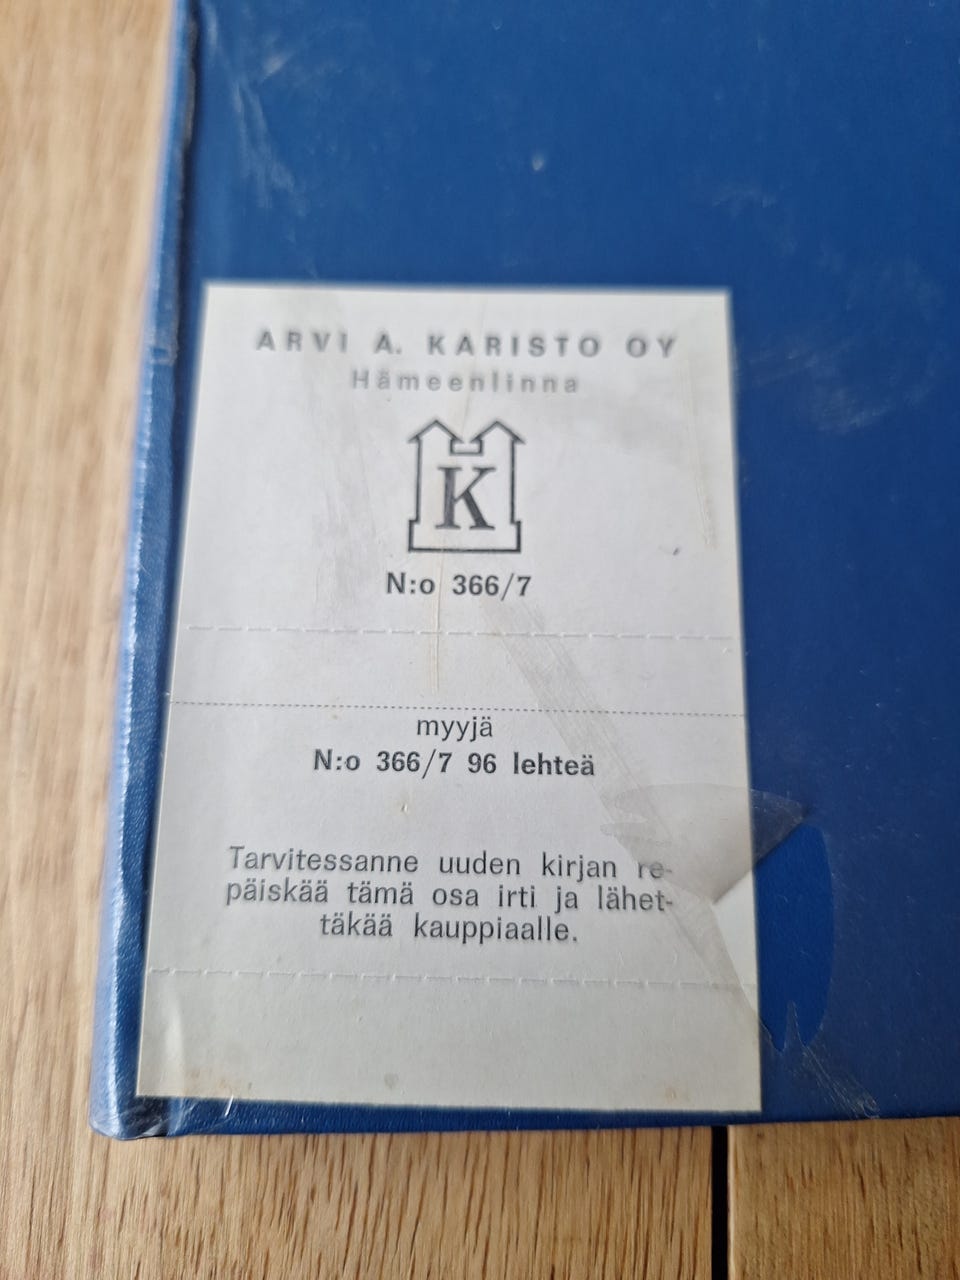 ARVI A. KARISTO OY
Hämeenlinna
K
N:o 366/7
myyjä
N:o 366/7 96 lehteä
Tarvitessanne uuden kirjan re-
päiskää tämä osa irti ja lähet-
täkää kauppiaalle.